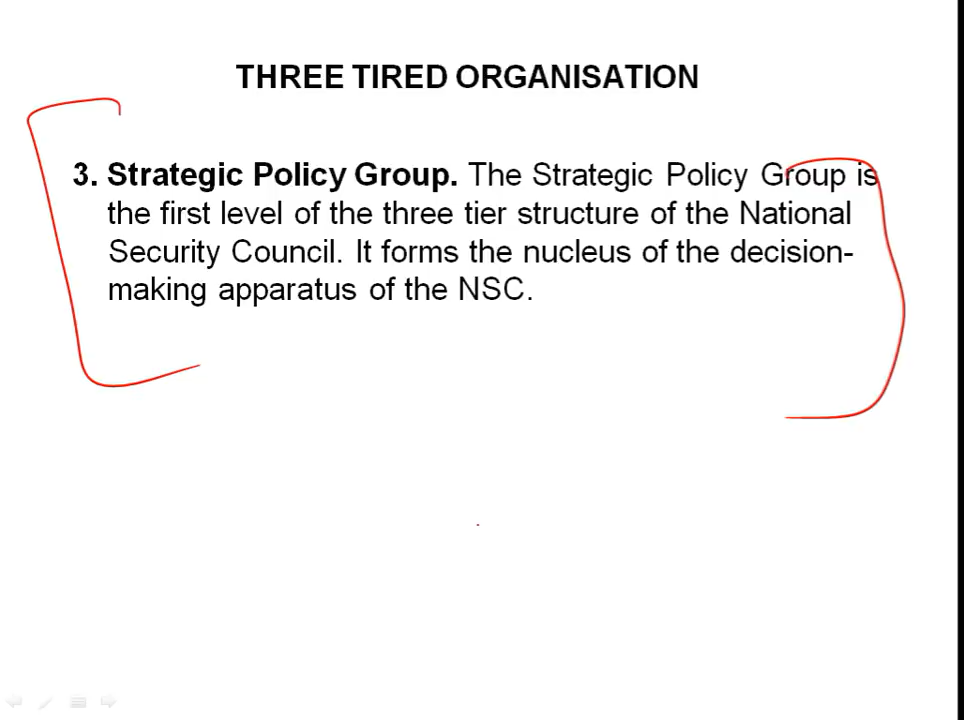 THREE TIRED ORGANISATION
3. Strategic Policy Group. The Strategic Policy Group is
the first level of the three tier structure of the National
Security Council. It forms the nucleus of the decision-
making apparatus of the NSC.